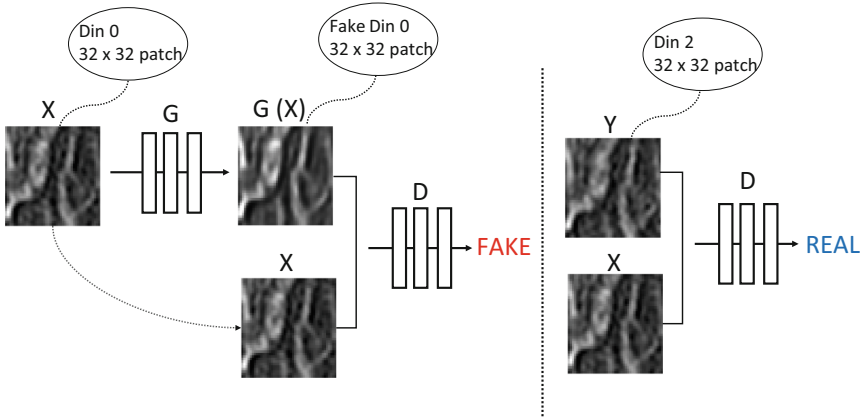 Din 0
32 x 32 patch
Fake Din 0
32 x 32 patch
Din 2
32 x 32 patch
X
G
G (X)
D
FAKE
X
Y
D
REAL
X